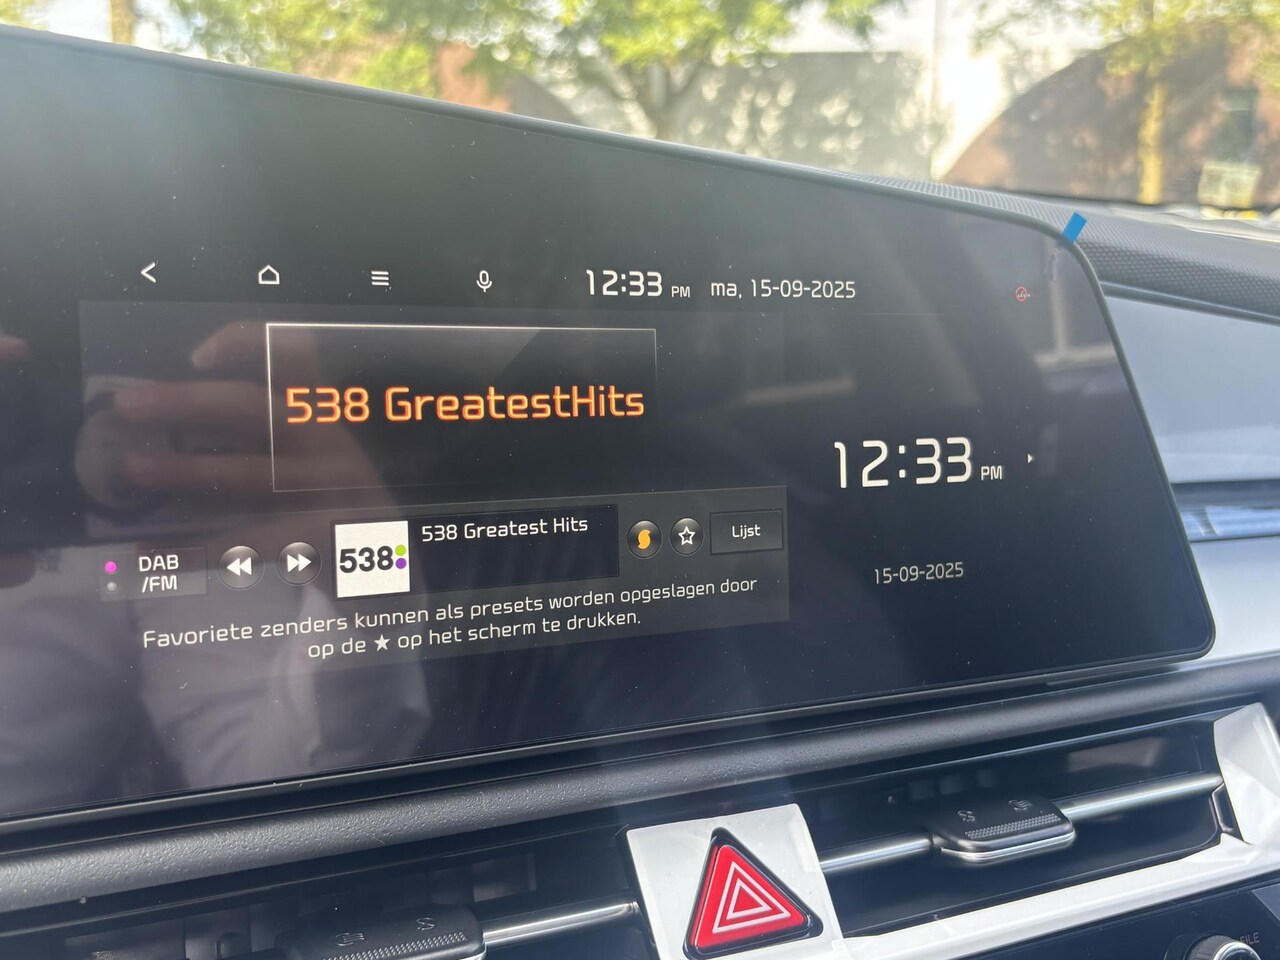 12:33 PM ma, 15-09-2025
538 GreatestHits
12:33 PM
15-09-2025
DAB
/FM
538
538 Greatest Hits
Lijst
Favoriete zenders kunnen als presets worden opgeslagen door
op de ★ op het scherm te drukken.